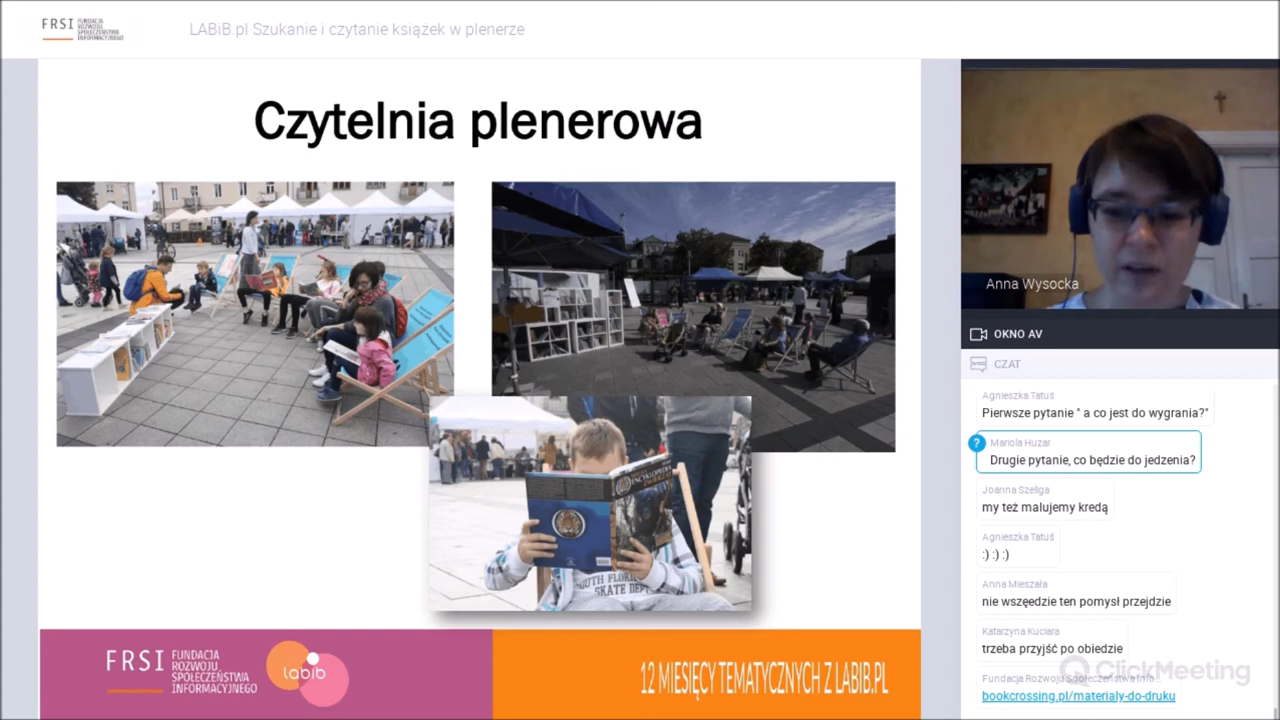 FRSI
FUNDACJA
ROZWOJU
SPOŁECZEŃSTWA
INFORMACYJNEGO
LABiB.pl Szukanie i czytanie książek w plenerze
Czytelnia plenerowa
ENCYKLOPEDIA
SOUTH FLORI
SKATE DEPT
FRSI
FUNDACJA
ROZWOJU
SPOŁECZEŃSTWA
INFORMACYJNEGO
labib
12 MIESIĘCY TEMATYCZNYCH Z LABIB.PL
Anna Wysocka
OKNO AV
CZAT
Agnieszka Tatuś
Pierwsze pytanie " a co jest do wygrania?"
?
Mariola Huzar
Drugie pytanie, co będzie do jedzenia?
Joanna Szeliga
my też malujemy kredą
Agnieszka Tatuś
:) :) :)
Anna Mieszała
nie wszęedzie ten pomysł przejdzie
Katarzyna Kuciara
trzeba przyjść po obiedzie
ClickMeeting
Fundacja Rozwoju Społeczeństwa Info
bookcrossing.pl/materialy-do-druku